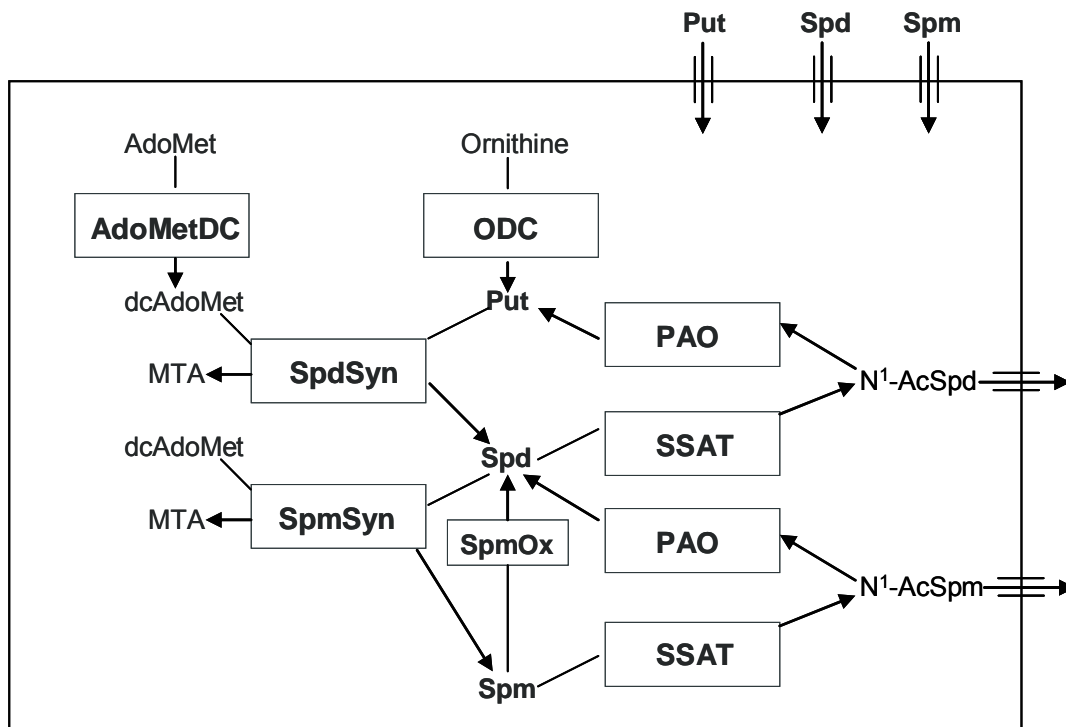 Put Spd Spm
AdoMet Ornithine
AdoMetDC ODC
dcAdoMet Put
PAO
SpdSyn
MTA N¹-AcSpd
SSAT
dcAdoMet Spd
SpmSyn
MTA PAO
SpmOx
N¹-AcSpm
SSAT
Spm